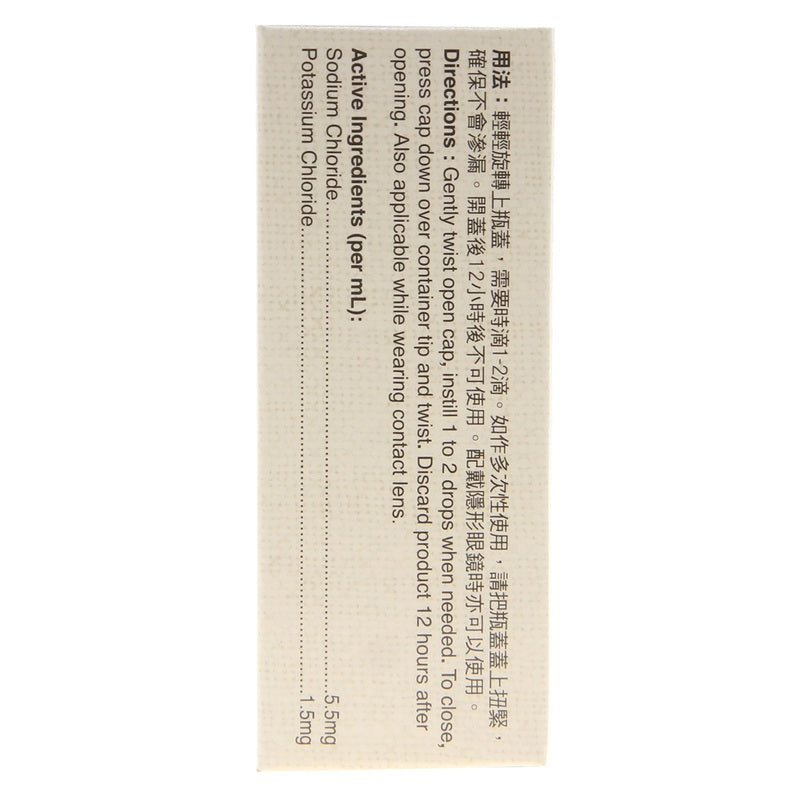 用法：輕輕旋轉上瓶蓋，需要時滴1-2滴。如作多次性使用，請把瓶蓋蓋上扭緊，
確保不會滲漏。開蓋後12小時後不可使用。配戴隱形眼鏡時亦可以使用。
Directions : Gently twist open cap, instill 1 to 2 drops when needed. To close,
press cap down over container tip and twist. Discard product 12 hours after
opening. Also applicable while wearing contact lens.
Active Ingredients (per mL):
Sodium Chloride..........................................................................5.5mg
Potassium Chloride.....................................................................1.5mg